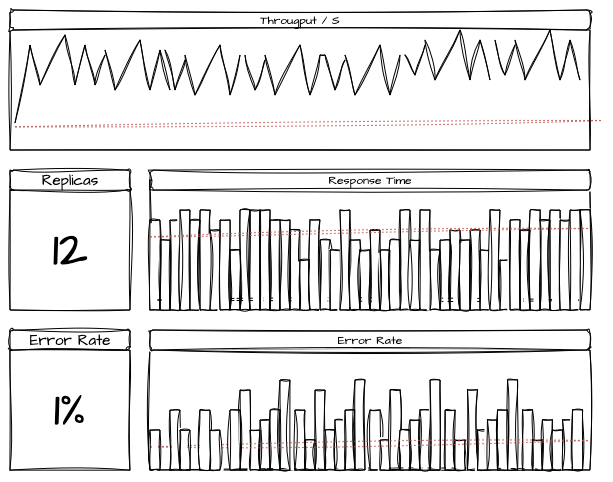 Througput / S
Replicas
Response Time
12
Error Rate
Error Rate
1%